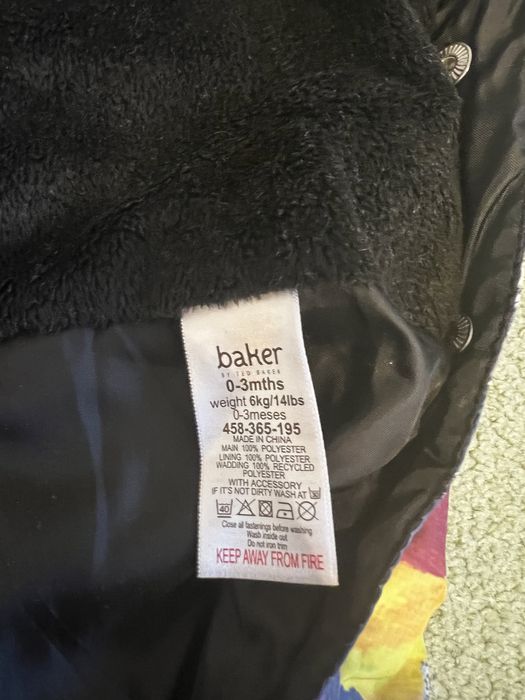 baker
BY TED BAKER
0-3mths
weight 6kg/14lbs
0-3meses
458-365-195
MADE IN CHINA
MAIN 100% POLYESTER
LINING 100% POLYESTER
WADDING 100% RECYCLED
POLYESTER
WITH ACCESSORY
IF IT'S NOT DIRTY WASH AT
40
Close all fastenings before washing
Wash inside out
Do not iron trim
KEEP AWAY FROM FIRE